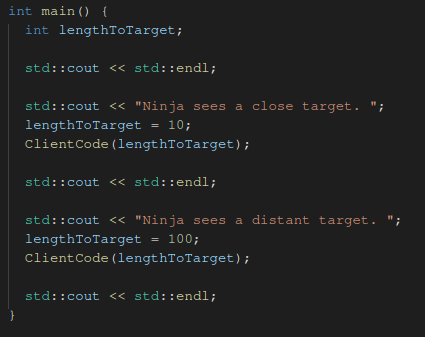 int main() {
  int lengthToTarget;

  std::cout << std::endl;

  std::cout << "Ninja sees a close target. ";
  lengthToTarget = 10;
  ClientCode(lengthToTarget);

  std::cout << std::endl;

  std::cout << "Ninja sees a distant target. ";
  lengthToTarget = 100;
  ClientCode(lengthToTarget);

  std::cout << std::endl;
}